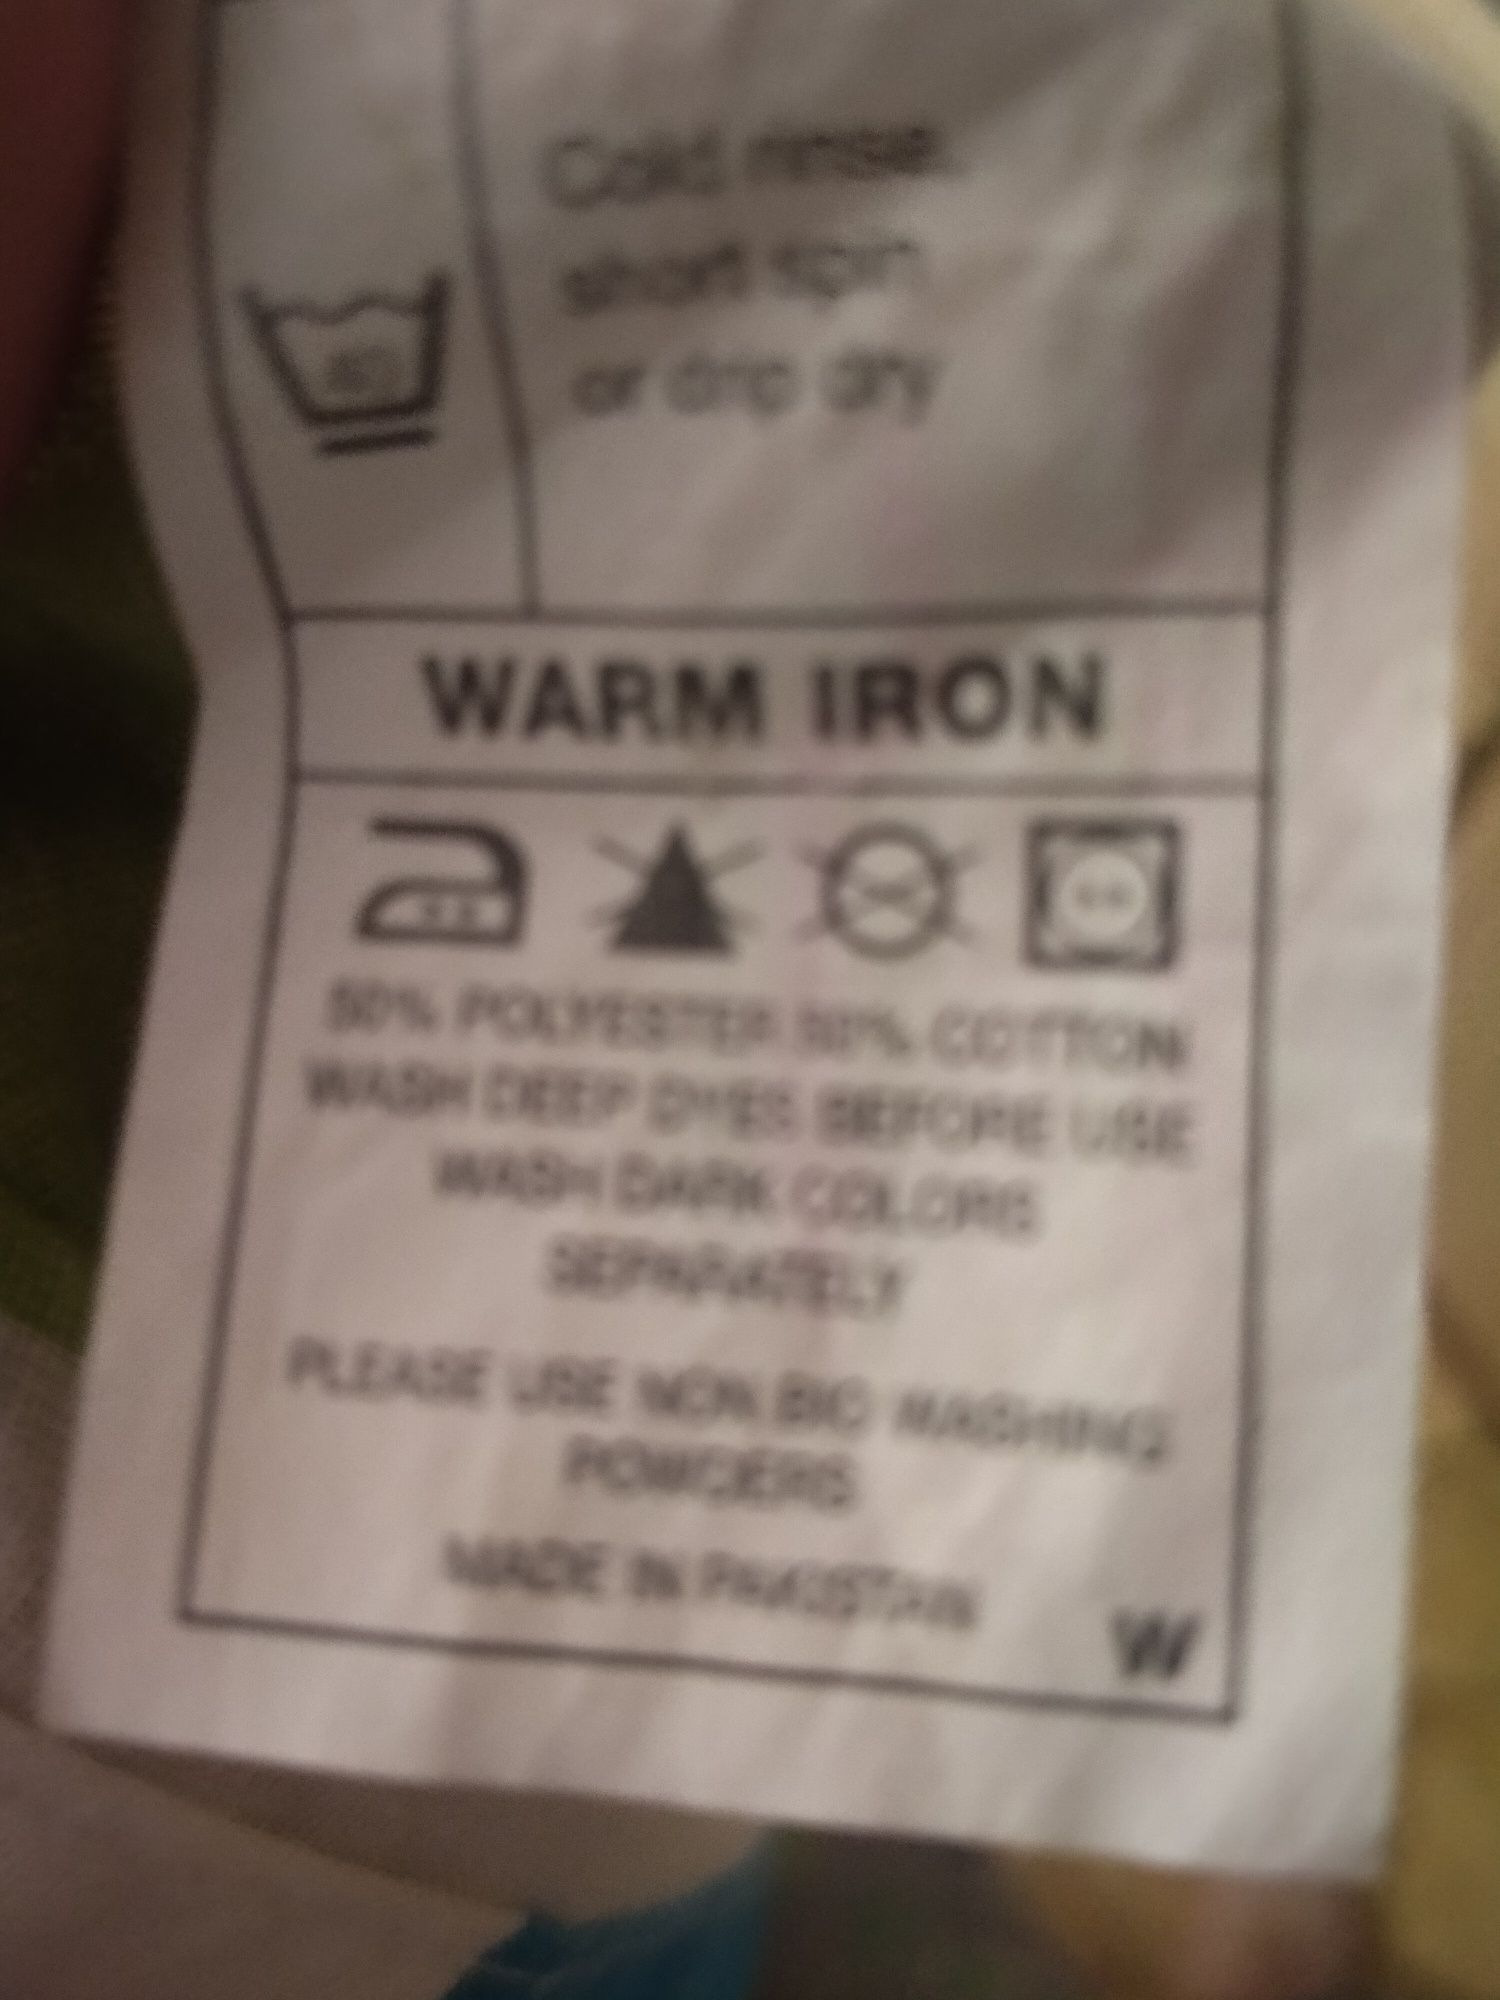 Cold rinse.
short spin
or drip dry
WARM IRON
50% POLYESTER 50% COTTON
WASH DEEP DYES BEFORE USE
WASH DARK COLORS
SEPARATELY
PLEASE USE NON BIO WASHING
POWDERS
MADE IN PAKISTAN
W